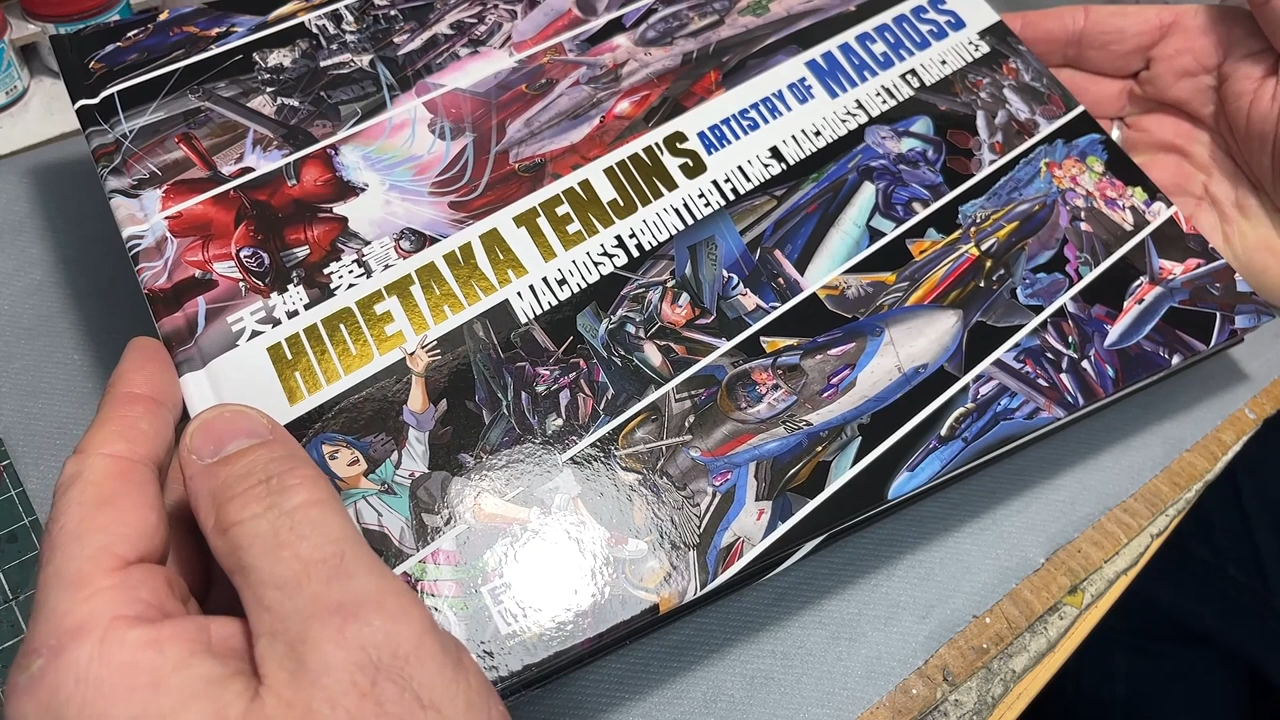 天神 英貴
HIDETAKA TENJIN'S ARTISTRY OF MACROSS
MACROSS FRONTIER FILMS, MACROSS DELTA & ARCHIVES